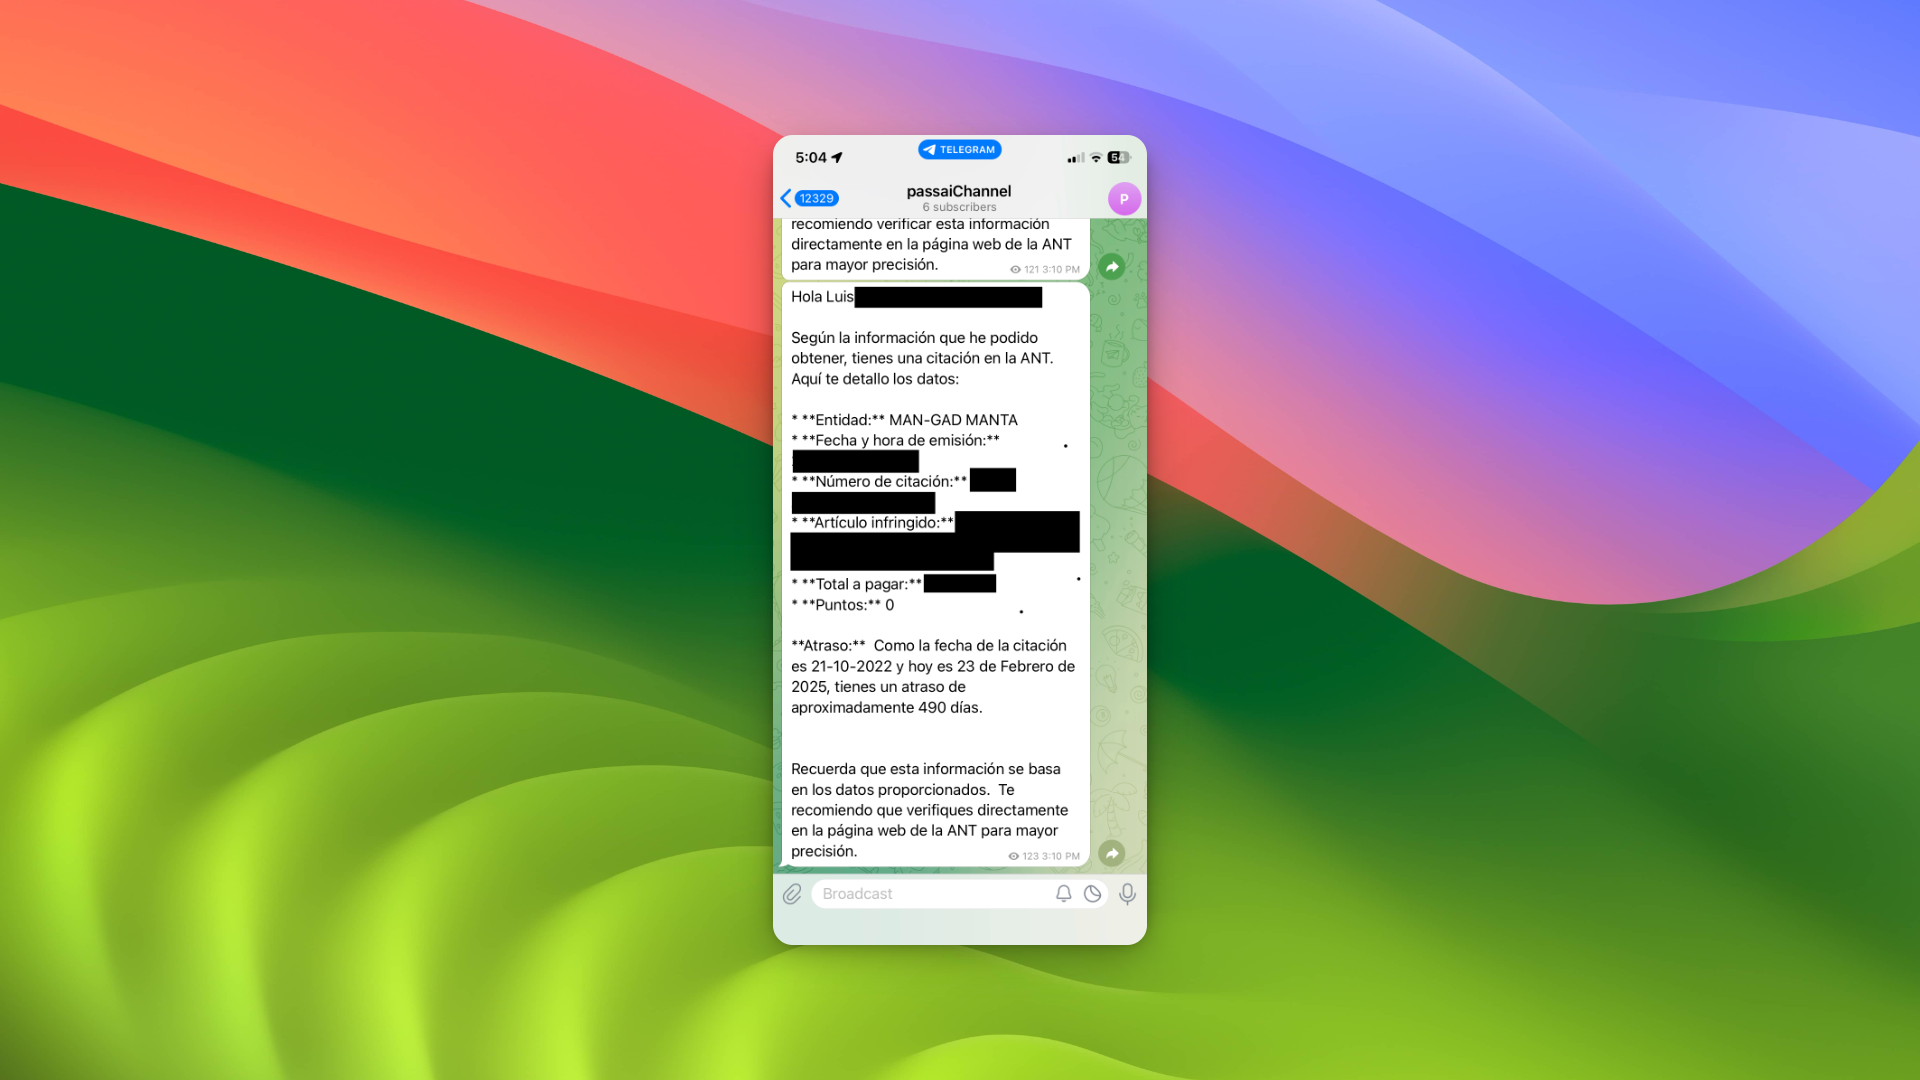 5:04
TELEGRAM
54
12329
passaiChannel
6 subscribers
P
recomiendo verificar esta información
directamente en la página web de la ANT
para mayor precisión.
121 3:10 PM
Hola Luis
Según la información que he podido
obtener, tienes una citación en la ANT.
Aquí te detallo los datos:
* **Entidad:** MAN-GAD MANTA
* **Fecha y hora de emisión:**
* **Número de citación:**
* **Artículo infringido:**
* **Total a pagar:**
* **Puntos:** 0
**Atraso:**  Como la fecha de la citación
es 21-10-2022 y hoy es 23 de Febrero de
2025, tienes un atraso de
aproximadamente 490 días.
Recuerda que esta información se basa
en los datos proporcionados.  Te
recomiendo que verifiques directamente
en la página web de la ANT para mayor
precisión.
123 3:10 PM
Broadcast